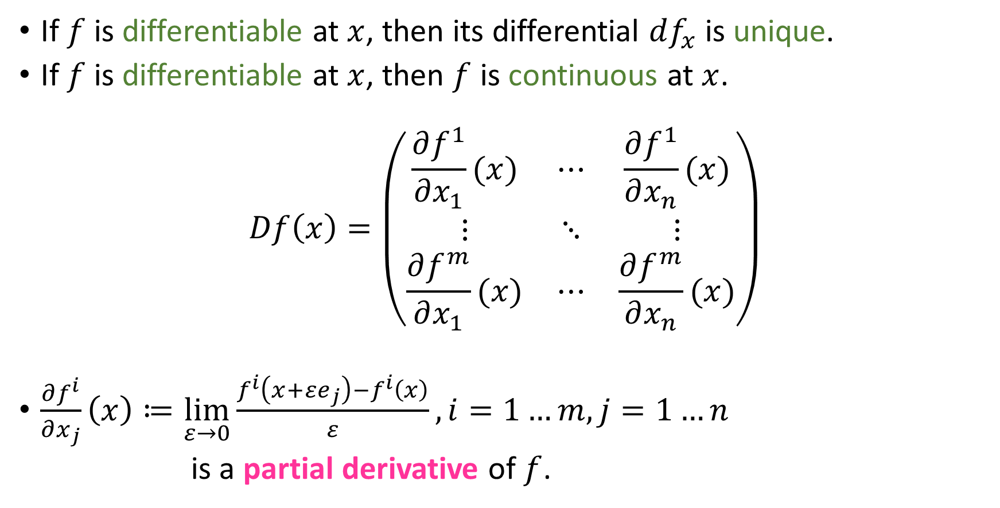 • If 𝑓 is differentiable at 𝑥, then its differential 𝑑𝑓ₓ is unique.
• If 𝑓 is differentiable at 𝑥, then 𝑓 is continuous at 𝑥.
$Df(x) = \begin{pmatrix} \frac{\partial f^1}{\partial x_1}(x) & \cdots & \frac{\partial f^1}{\partial x_n}(x) \\ \vdots & \ddots & \vdots \\ \frac{\partial f^m}{\partial x_1}(x) & \cdots & \frac{\partial f^m}{\partial x_n}(x) \end{pmatrix}$
• $\frac{\partial f^i}{\partial x_j}(x) := \lim_{\varepsilon \to 0} \frac{f^i(x+\varepsilon e_j)-f^i(x)}{\varepsilon}, i = 1 \ldots m, j = 1 \ldots n$
is a partial derivative of 𝑓.